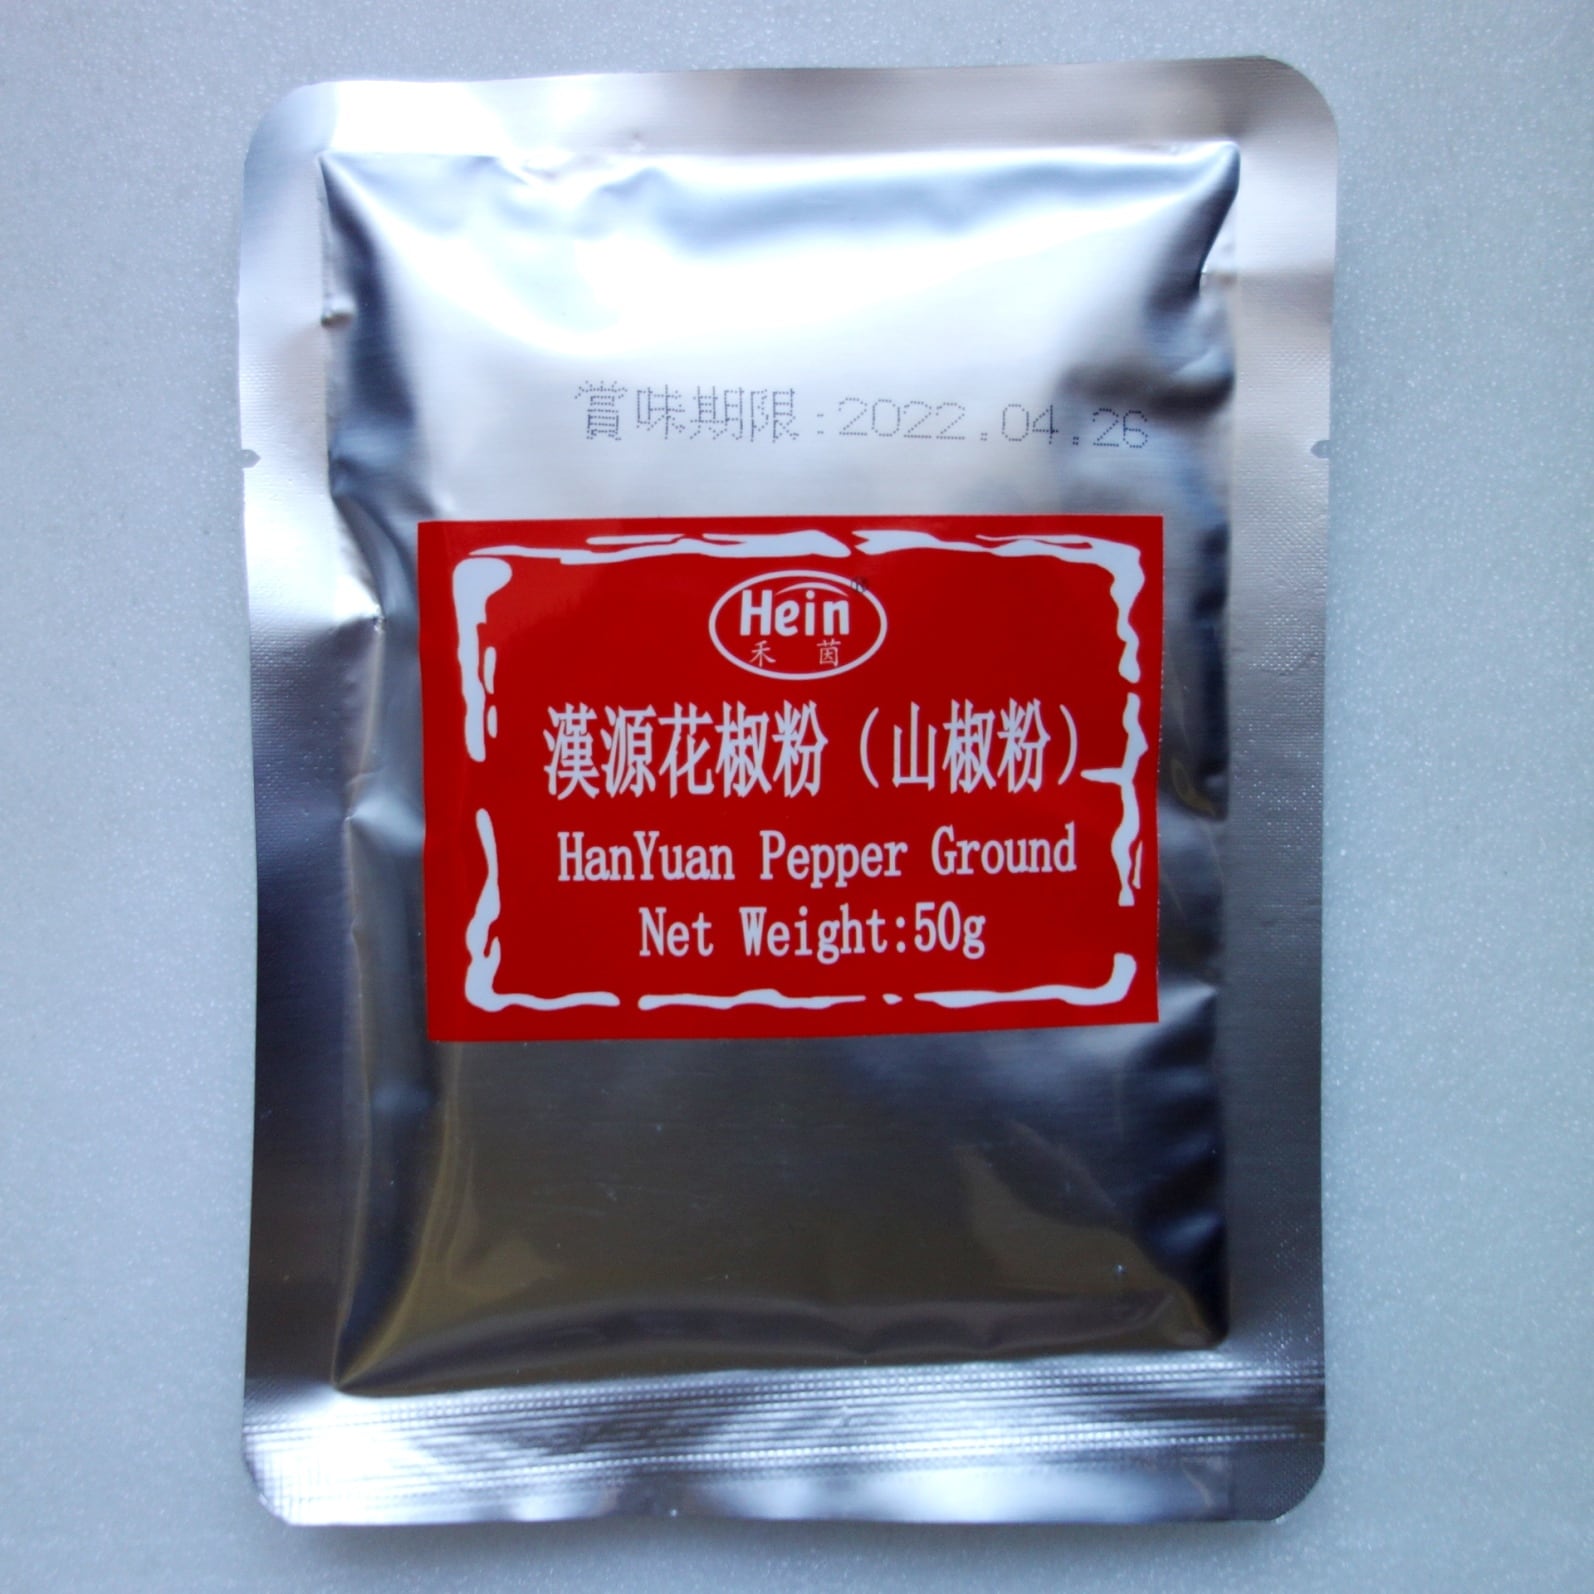 賞味期限:2022.04.26
Hein®
禾茵
漢源花椒粉（山椒粉）
HanYuan Pepper Ground
Net Weight:50g